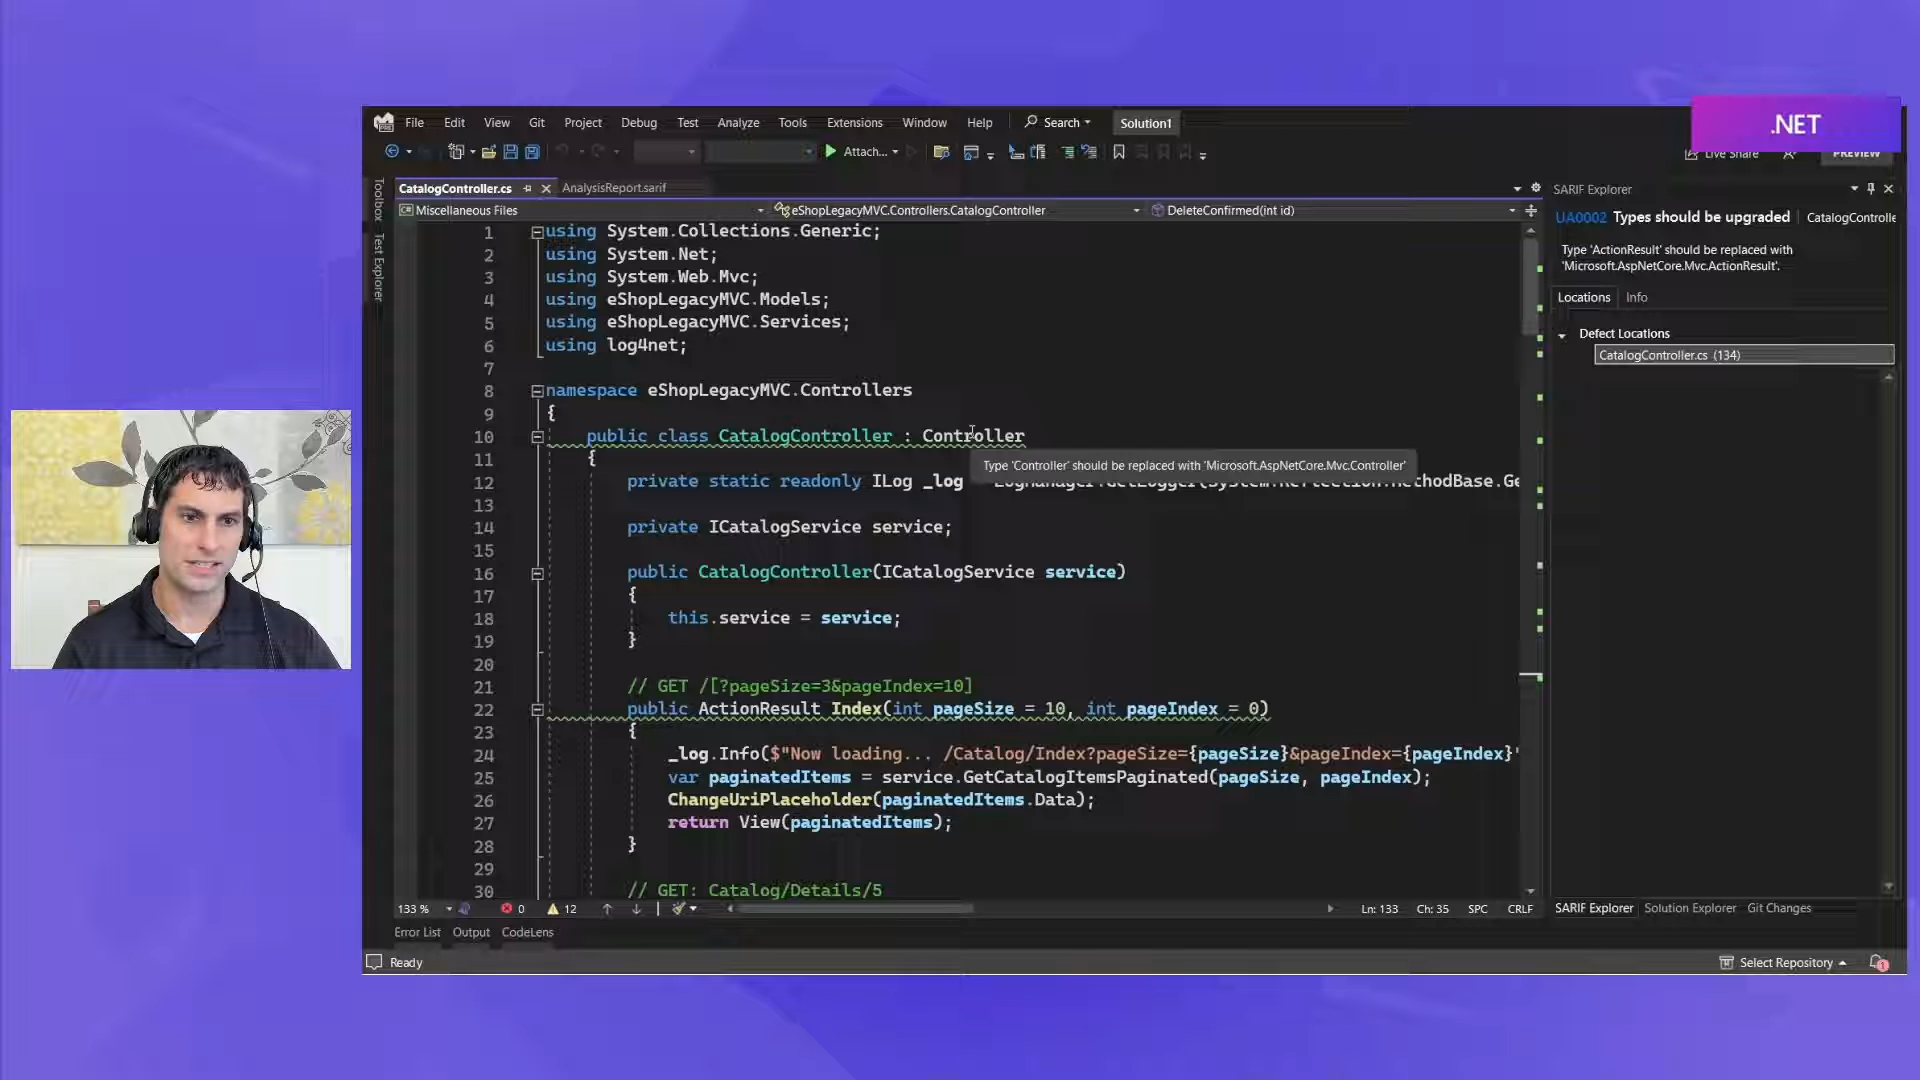 .NET
File Edit View Git Project Debug Test Analyze Tools Extensions Window Help Search Solution1
Attach...
Live Share
PREVIEW
CatalogController.cs AnalysisReport.sarif
Miscellaneous Files eShopLegacyMVC.Controllers.CatalogController DeleteConfirmed(int id)
Toolbox
Test Explorer
1 using System.Collections.Generic;
2 using System.Net;
3 using System.Web.Mvc;
4 using eShopLegacyMVC.Models;
5 using eShopLegacyMVC.Services;
6 using log4net;
7
8 namespace eShopLegacyMVC.Controllers
9 {
10 public class CatalogController : Controller
11 {
Type 'Controller' should be replaced with 'Microsoft.AspNetCore.Mvc.Controller'
12 private static readonly ILog _log LogManager.GetLogger(System.Reflection.MethodBase.Ge
13
14 private ICatalogService service;
15
16 public CatalogController(ICatalogService service)
17 {
18 this.service = service;
19 }
20
21 // GET /[?pageSize=3&pageIndex=10]
22 public ActionResult Index(int pageSize = 10, int pageIndex = 0)
23 {
24 _log.Info($"Now loading... /Catalog/Index?pageSize={pageSize}&pageIndex={pageIndex}"
25 var paginatedItems = service.GetCatalogItemsPaginated(pageSize, pageIndex);
26 ChangeUriPlaceholder(paginatedItems.Data);
27 return View(paginatedItems);
28 }
29
30 // GET: Catalog/Details/5
133 % 0 12 Ln: 133 Ch: 35 SPC CRLF
Error List Output CodeLens
Ready
SARIF Explorer
UA0002 Types should be upgraded CatalogControlle
Type 'ActionResult' should be replaced with
'Microsoft.AspNetCore.Mvc.ActionResult'.
Locations Info
Defect Locations
CatalogController.cs (134)
SARIF Explorer Solution Explorer Git Changes
Select Repository 1